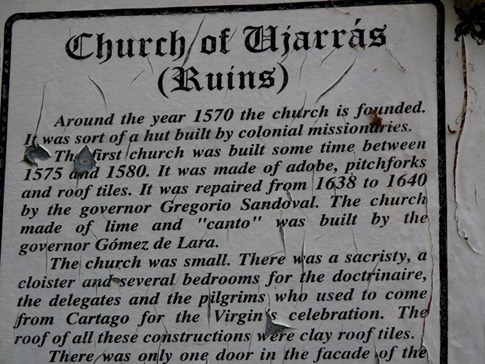 Church of Ujarrás
(Ruins)
Around the year 1570 the church is founded.
It was sort of a hut built by colonial missionaries.
The first church was built some time between
1575 and 1580. It was made of adobe, pitchforks
and roof tiles. It was repaired from 1638 to 1640
by the governor Gregorio Sandoval. The church
made of lime and "canto" was built by the
governor Gómez de Lara.
The church was small. There was a sacristy, a
cloister and several bedrooms for the doctrinaire,
the delegates and the pilgrims who used to come
from Cartago for the Virgin's celebration. The
roof of all these constructions were clay roof tiles.
There was only one door in the facade of the